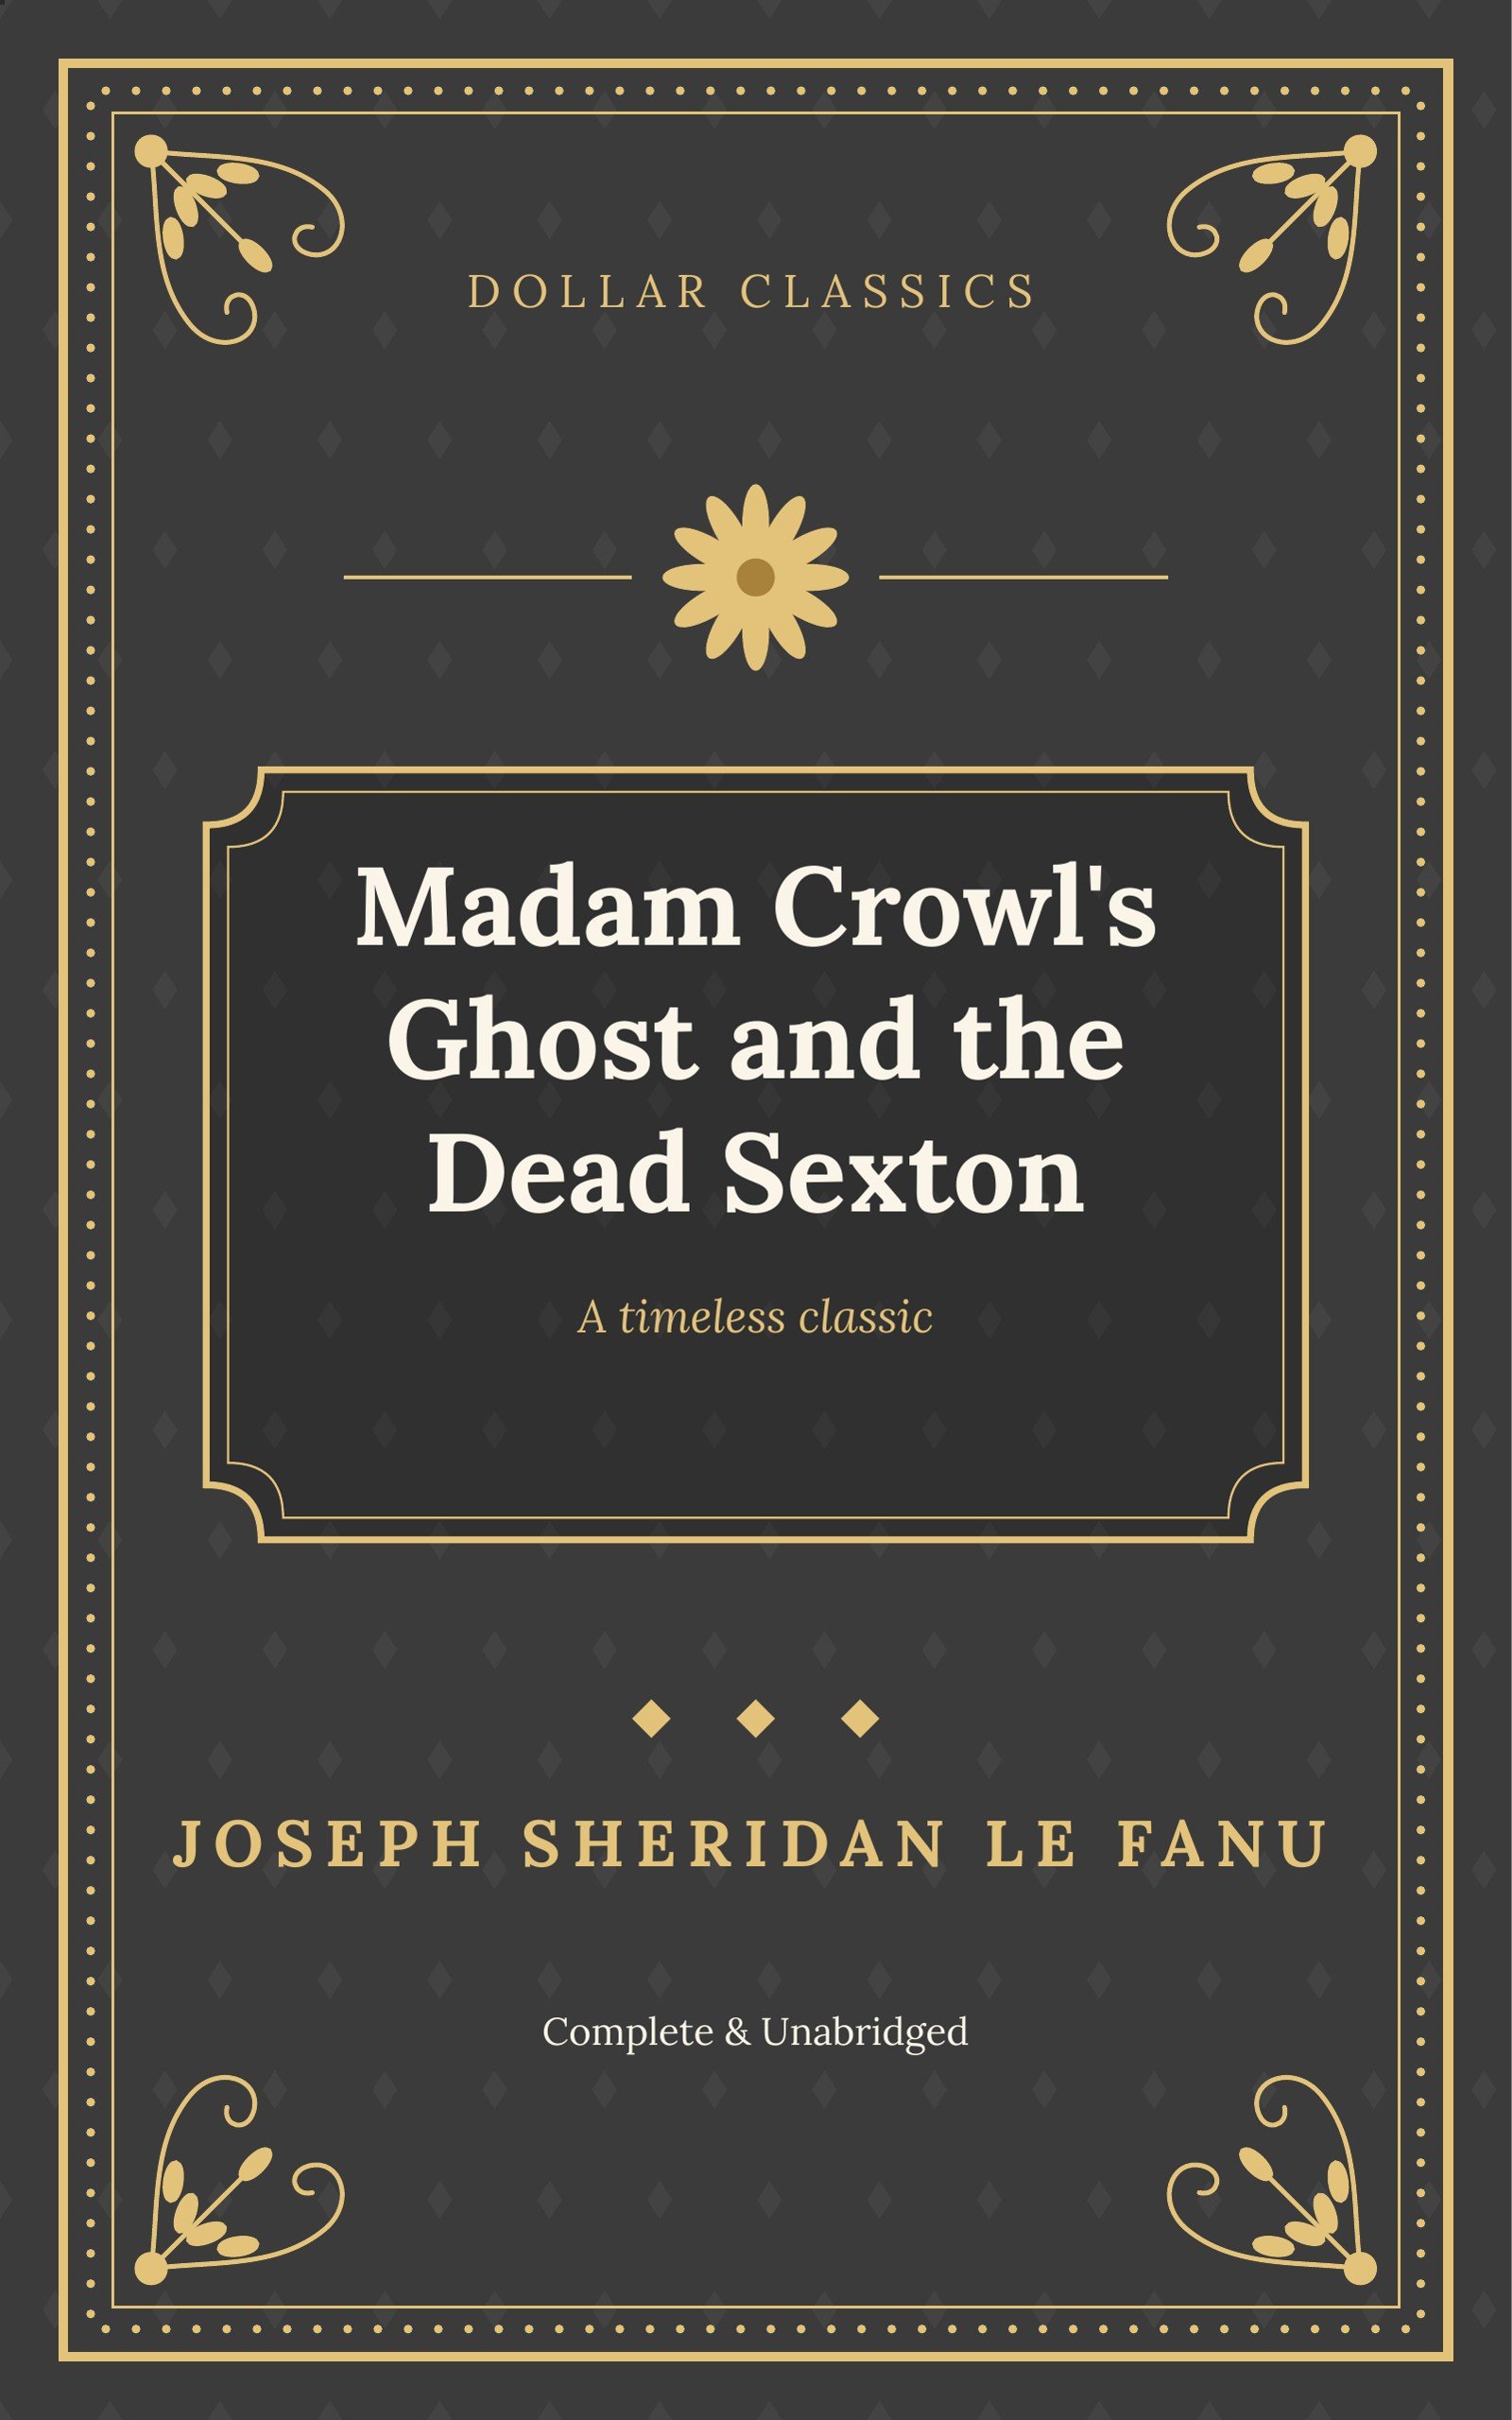 DOLLAR CLASSICS
Madam Crowl's
Ghost and the
Dead Sexton
A timeless classic
JOSEPH SHERIDAN LE FANU
Complete & Unabridged